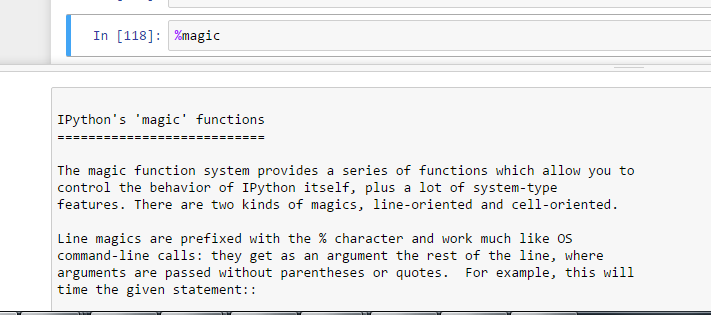 In [118]: %magic
IPython's 'magic' functions
===========================
The magic function system provides a series of functions which allow you to
control the behavior of IPython itself, plus a lot of system-type
features. There are two kinds of magics, line-oriented and cell-oriented.
Line magics are prefixed with the % character and work much like OS
command-line calls: they get as an argument the rest of the line, where
arguments are passed without parentheses or quotes.  For example, this will
time the given statement::